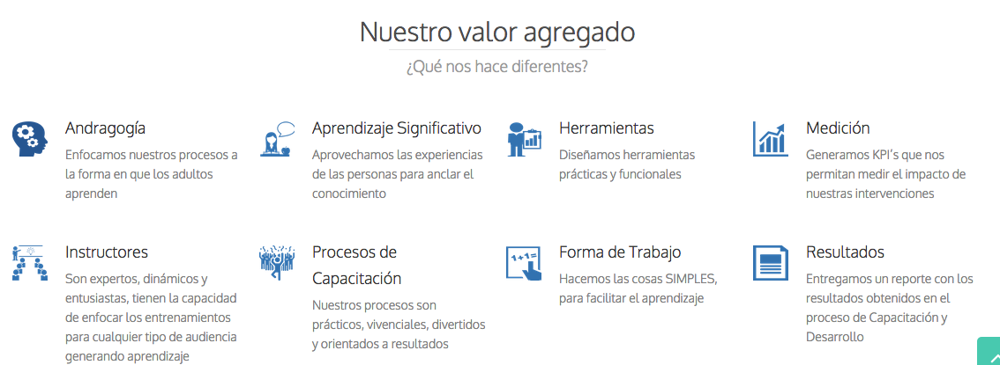 Nuestro valor agregado
¿Qué nos hace diferentes?
Andragogía
Enfocamos nuestros procesos a
la forma en que los adultos
aprenden
Aprendizaje Significativo
Aprovechamos las experiencias
de las personas para anclar el
conocimiento
Herramientas
Diseñamos herramientas
prácticas y funcionales
Medición
Generamos KPI´s que nos
permitan medir el impacto de
nuestras intervenciones
Instructores
Son expertos, dinámicos y
entusiastas, tienen la capacidad
de enfocar los entrenamientos
para cualquier tipo de audiencia
generando aprendizaje
Procesos de
Capacitación
Nuestros procesos son
prácticos, vivenciales, divertidos
y orientados a resultados
1+1=
Forma de Trabajo
Hacemos las cosas SIMPLES,
para facilitar el aprendizaje
Resultados
Entregamos un reporte con los
resultados obtenidos en el
proceso de Capacitación y
Desarrollo